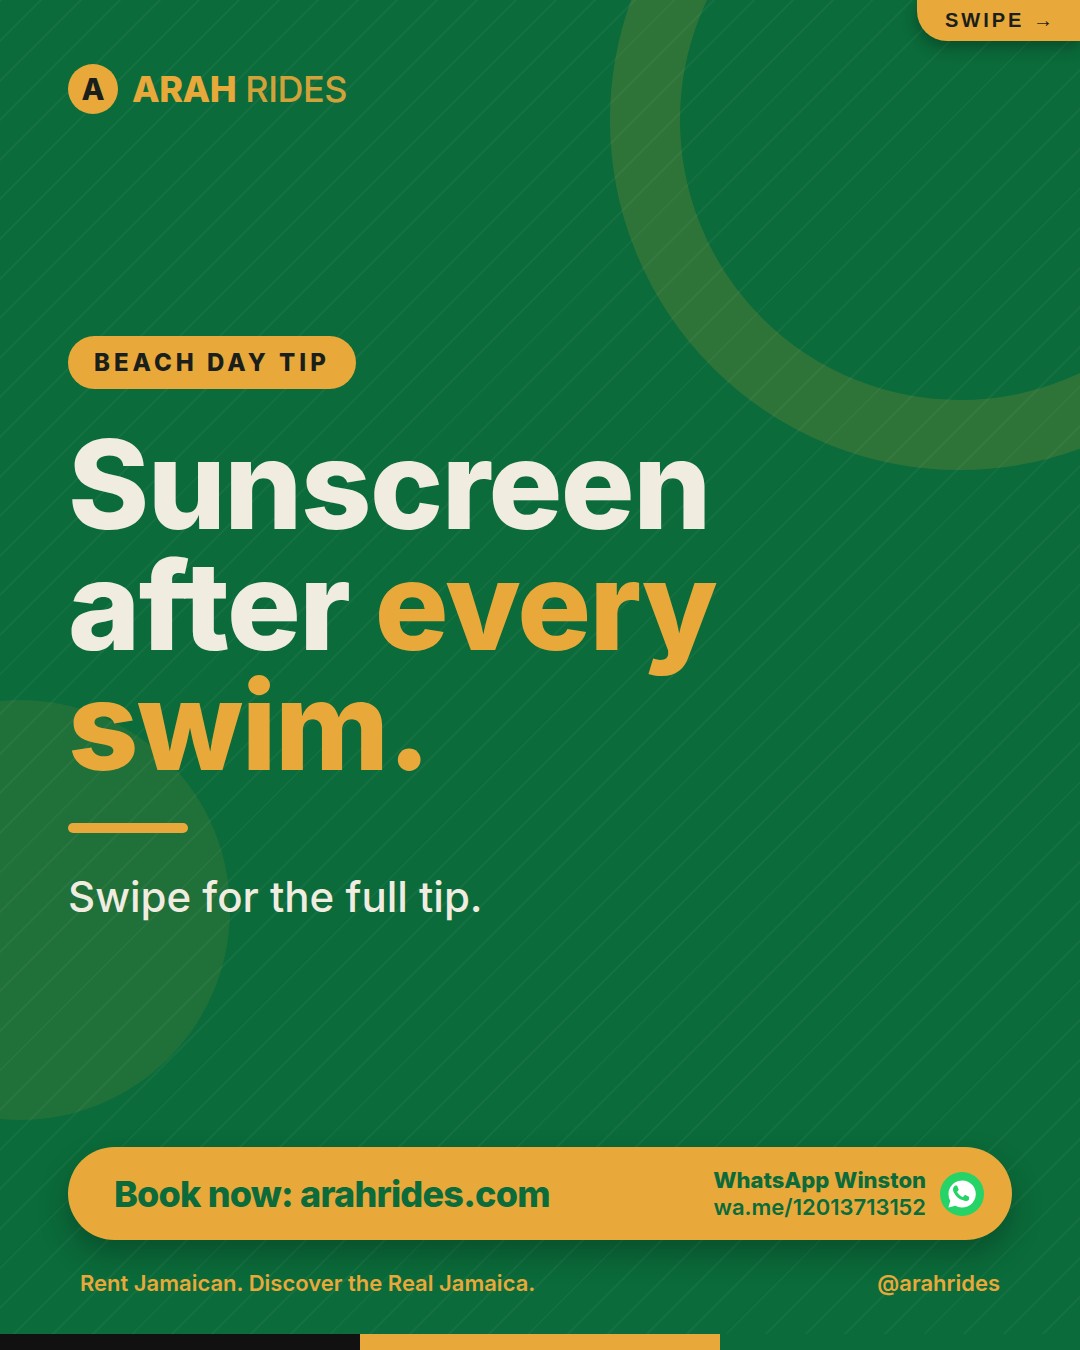 SWIPE →
A ARAH RIDES
BEACH DAY TIP
Sunscreen
after every
swim.
Swipe for the full tip.
Book now: arahrides.com
WhatsApp Winston
wa.me/12013713152
Rent Jamaican. Discover the Real Jamaica.
@arahrides